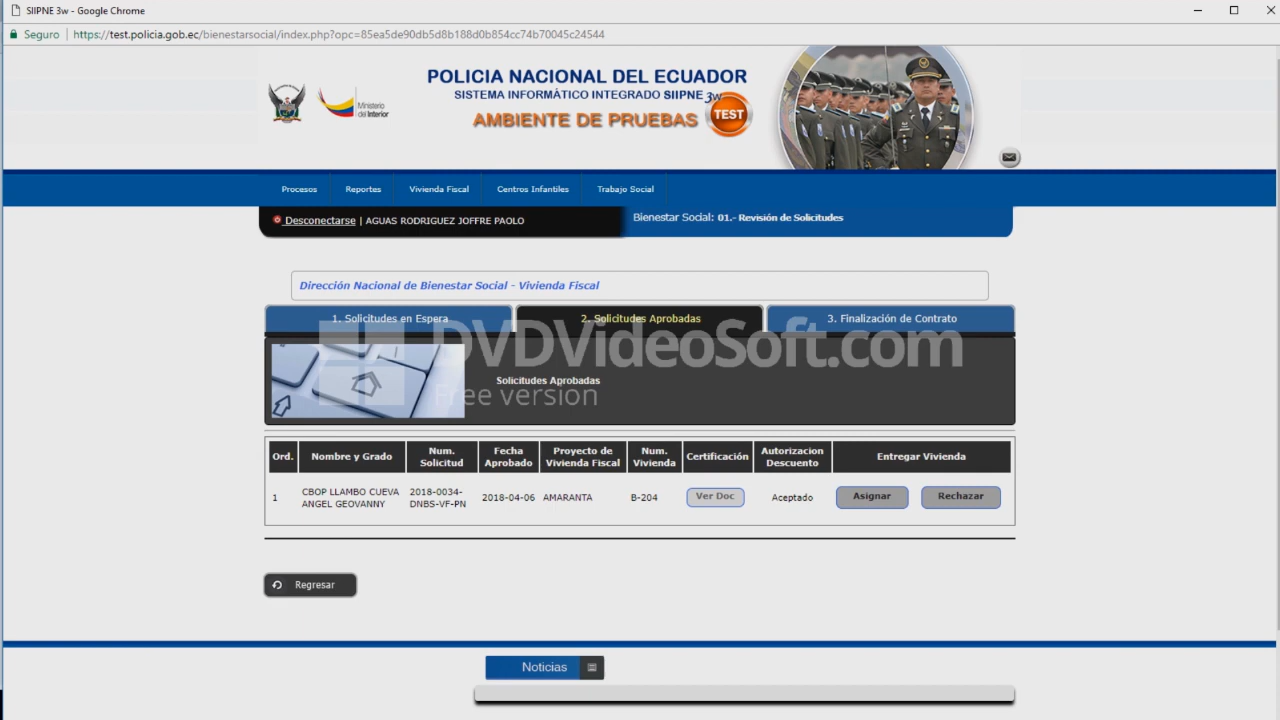 SIIPNE 3w - Google Chrome
Seguro | https://test.policia.gob.ec/bienestarsocial/index.php?opc=85ea5de90db5d8b188d0b854cc74b70045c24544
POLICIA NACIONAL DEL ECUADOR
SISTEMA INFORMÁTICO INTEGRADO SIIPNE 3w
AMBIENTE DE PRUEBAS TEST
Ministerio
del Interior
Procesos Reportes Vivienda Fiscal Centros Infantiles Trabajo Social
Desconectarse | AGUAS RODRIGUEZ JOFFRE PAOLO
Bienestar Social: 01.- Revisión de Solicitudes
Dirección Nacional de Bienestar Social - Vivienda Fiscal
1. Solicitudes en Espera 2. Solicitudes Aprobadas 3. Finalización de Contrato
DVDVideoSoft.com
Solicitudes Aprobadas
Free version
Ord. Nombre y Grado Num. Solicitud Fecha Aprobado Proyecto de Vivienda Fiscal Num. Vivienda Certificación Autorizacion Descuento Entregar Vivienda
1 CBOP LLAMBO CUEVA ANGEL GEOVANNY 2018-0034-DNBS-VF-PN 2018-04-06 AMARANTA B-204 Ver Doc Aceptado Asignar Rechazar
Regresar
Noticias